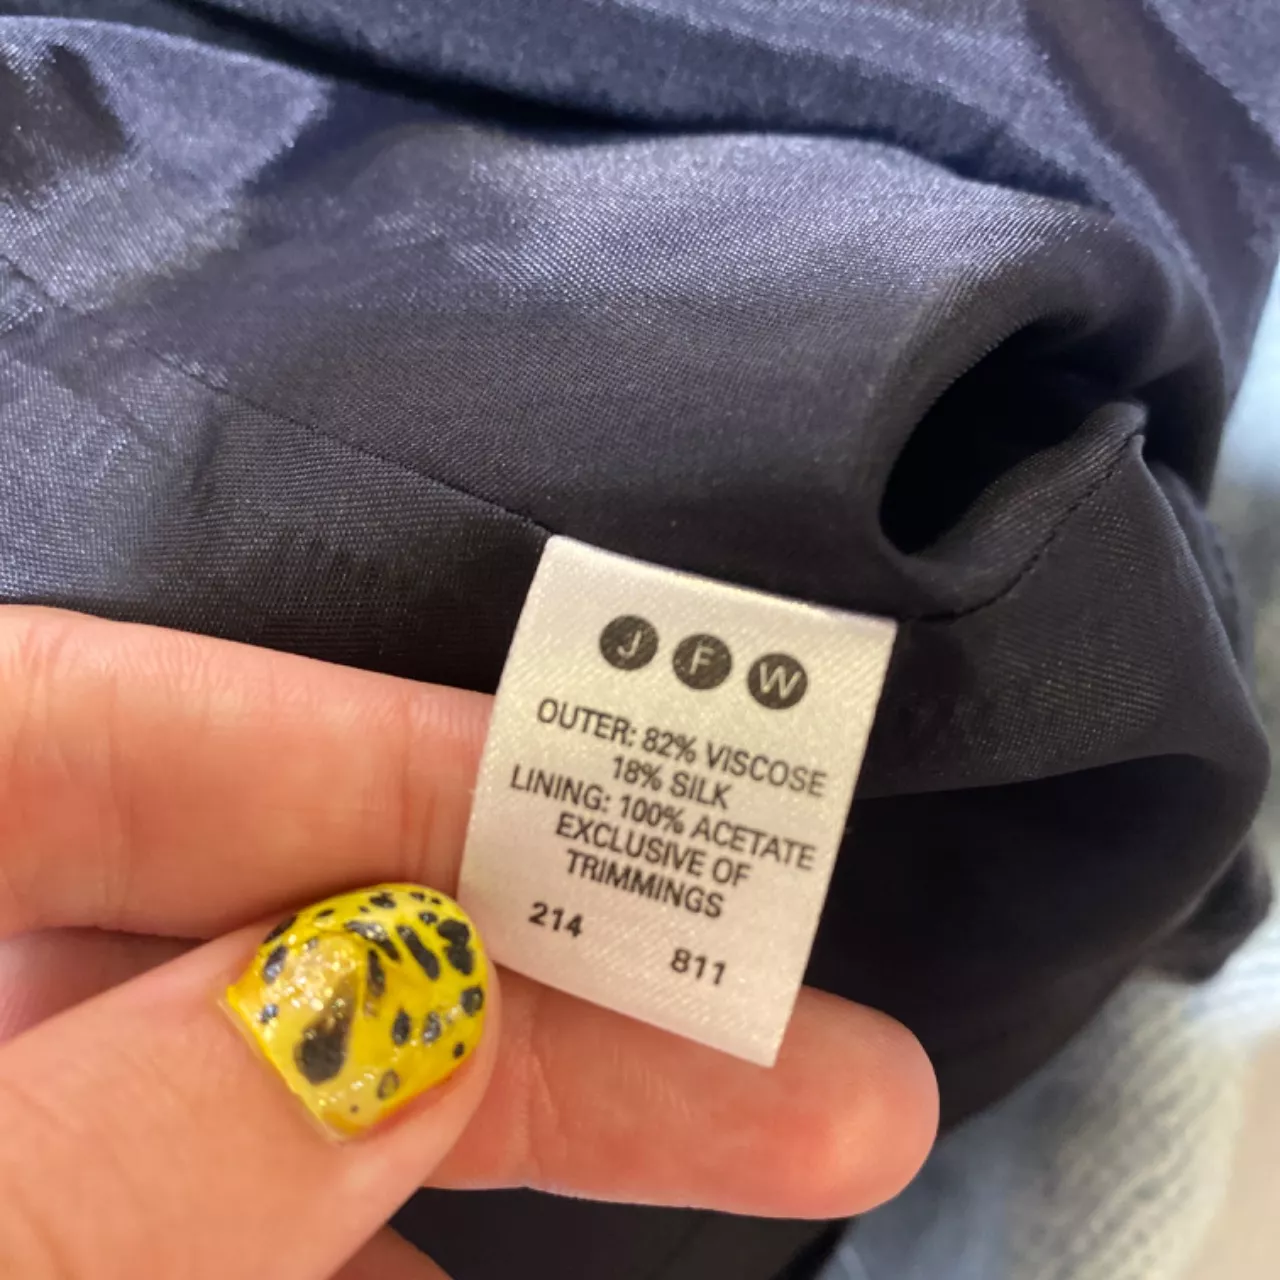 J F W
OUTER: 82% VISCOSE
18% SILK
LINING: 100% ACETATE
EXCLUSIVE OF
TRIMMINGS
214 811